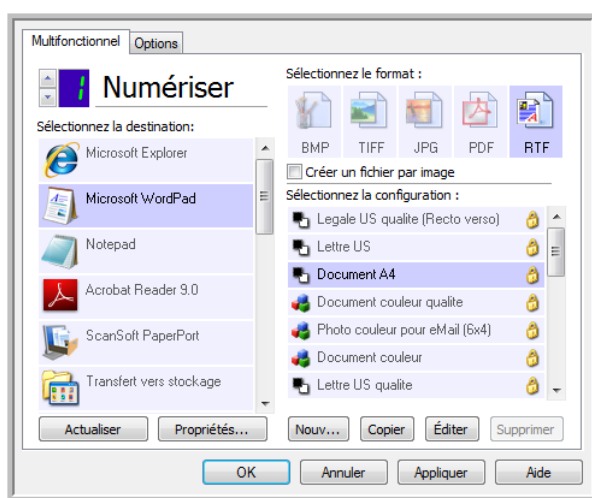 Multifonctionnel
Options
1 Numériser
Sélectionnez la destination:
Microsoft Explorer
Microsoft WordPad
Notepad
Acrobat Reader 9.0
ScanSoft PaperPort
Transfert vers stockage
Actualiser
Propriétés...
Sélectionnez le format :
BMP TIFF JPG PDF RTF
Créer un fichier par image
Sélectionnez la configuration :
Legale US qualite (Recto verso)
Lettre US
Document A4
Document couleur qualite
Photo couleur pour eMail (6x4)
Document couleur
Lettre US qualite
Nouv... Copier Éditer Supprimer
OK Annuler Appliquer Aide